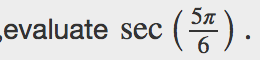 ,evaluate sec (5π/6).